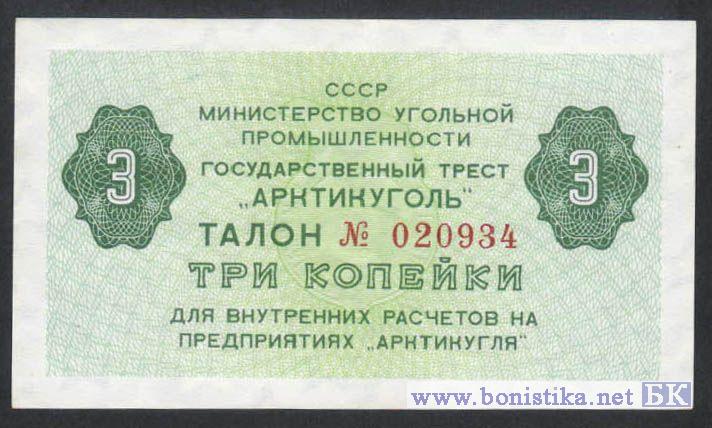 СССР
МИНИСТЕРСТВО УГОЛЬНОЙ
ПРОМЫШЛЕННОСТИ
ГОСУДАРСТВЕННЫЙ ТРЕСТ
„АРКТИКУГОЛЬ"
ТАЛОН № 020934
3 3
ТРИ КОПЕЙКИ
ДЛЯ ВНУТРЕННИХ РАСЧЕТОВ НА
ПРЕДПРИЯТИЯХ „АРКТИКУГЛЯ"
www.bonistika.net БК